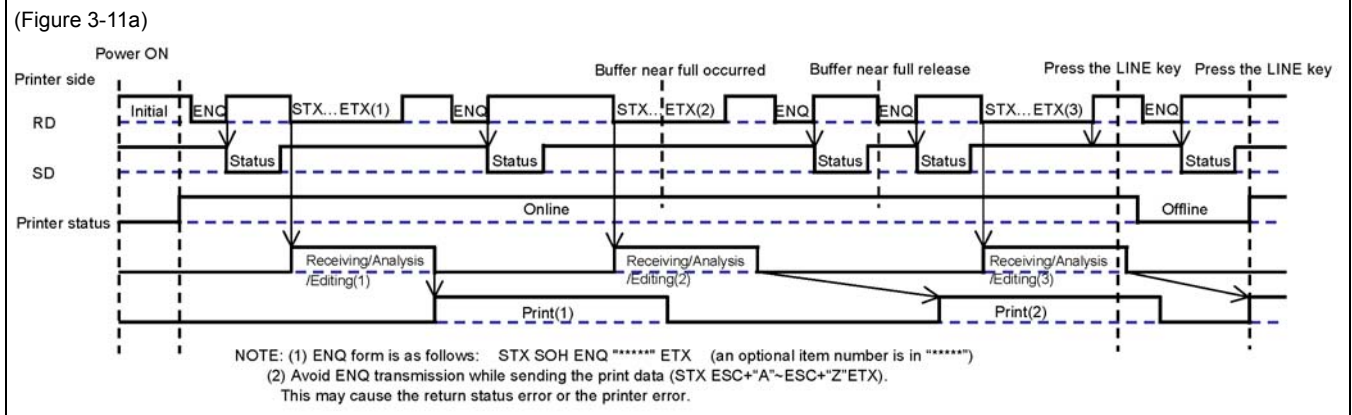 (Figure 3-11a)
Power ON
Printer side
Buffer near full occurred
Buffer near full release
Press the LINE key
Press the LINE key
Initial
ENQ
STX...ETX(1)
ENQ
STX...ETX(2)
ENQ
ENQ
STX...ETX(3)
ENQ
RD
Status
Status
Status
Status
Status
SD
Online
Offline
Printer status
Receiving/Analysis
/Editing(1)
Receiving/Analysis
/Editing(2)
Receiving/Analysis
/Editing(3)
Print(1)
Print(2)
NOTE: (1) ENQ form is as follows: STX SOH ENQ "*****" ETX (an optional item number is in "*****")
(2) Avoid ENQ transmission while sending the print data (STX ESC+"A"~ESC+"Z"ETX).
This may cause the return status error or the printer error.